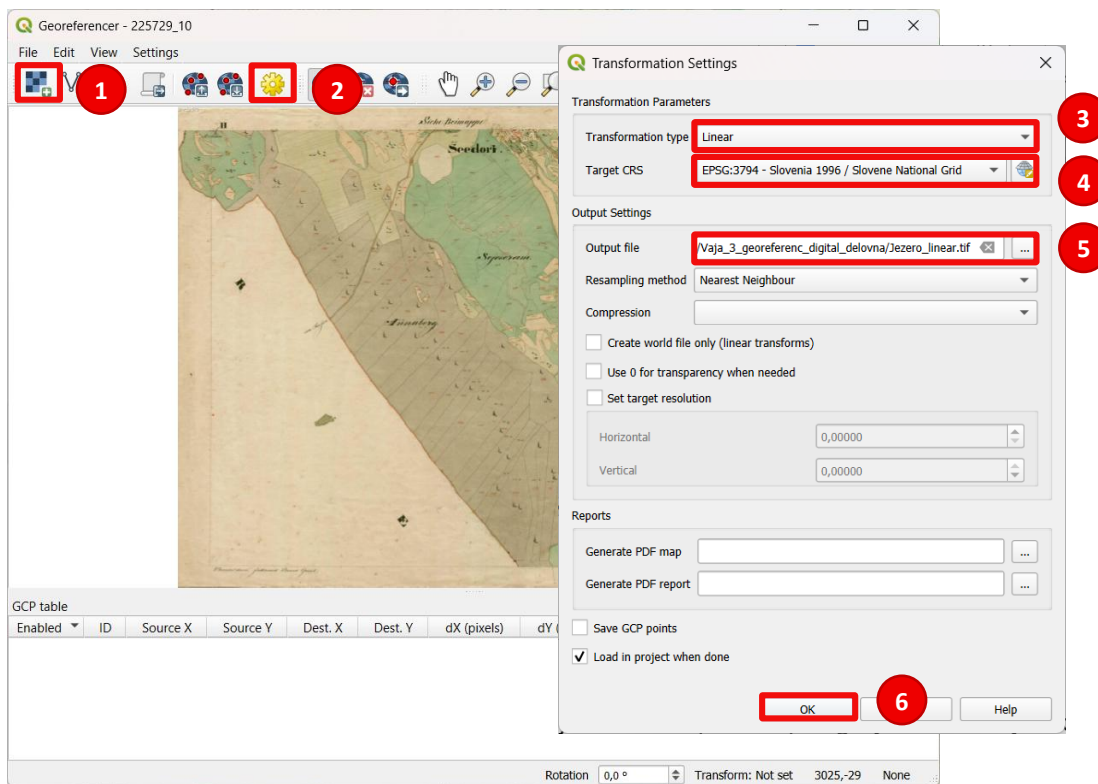 Georeferencer - 225729_10
File Edit View Settings
1
2
II
Seedorf
GCP table
Enabled ID Source X Source Y Dest. X Dest. Y dX (pixels) dY (
Rotation 0,0 ° Transform: Not set 3025,-29 None
Transformation Settings
Transformation Parameters
Transformation type Linear
3
Target CRS EPSG:3794 - Slovenia 1996 / Slovene National Grid
4
Output Settings
Output file /Vaja_3_georeferenc_digital_delovna/Jezero_linear.tif ...
5
Resampling method Nearest Neighbour
Compression
Create world file only (linear transforms)
Use 0 for transparency when needed
Set target resolution
Horizontal 0,00000
Vertical 0,00000
Reports
Generate PDF map ...
Generate PDF report ...
Save GCP points
Load in project when done
OK 6 Help